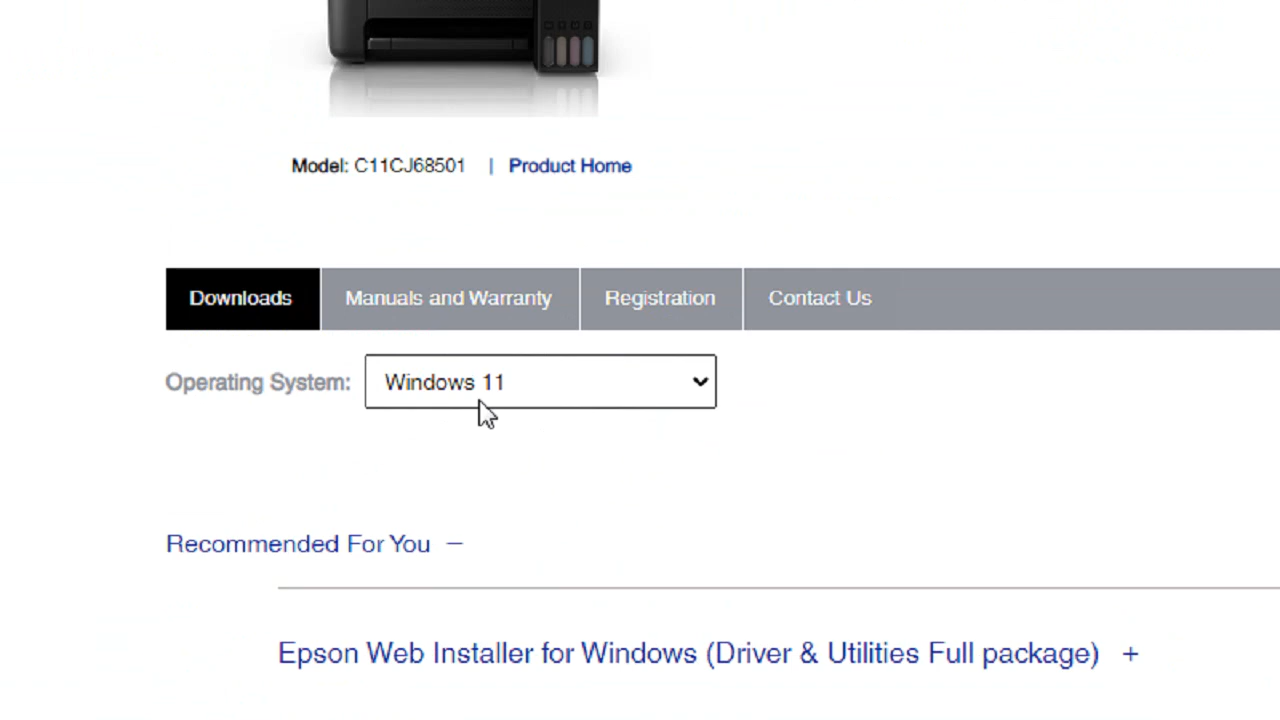 Model: C11CJ68501 | Product Home
Downloads Manuals and Warranty Registration Contact Us
Operating System: Windows 11
Recommended For You –
Epson Web Installer for Windows (Driver & Utilities Full package) +